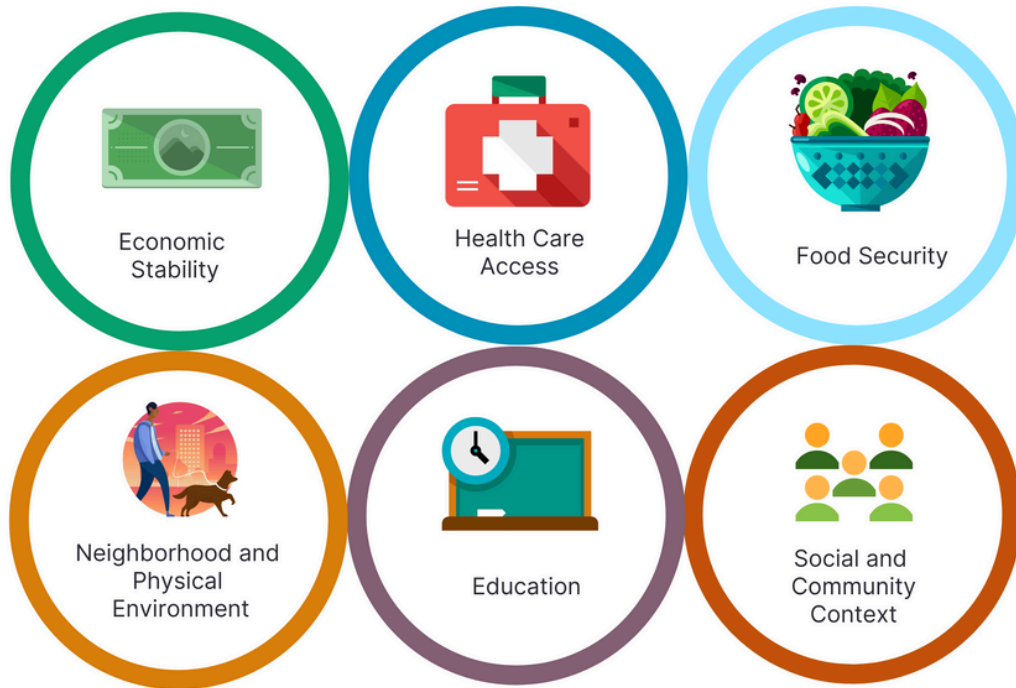 Economic
Stability
Health Care
Access
Food Security
Neighborhood and
Physical
Environment
Education
Social and
Community
Context